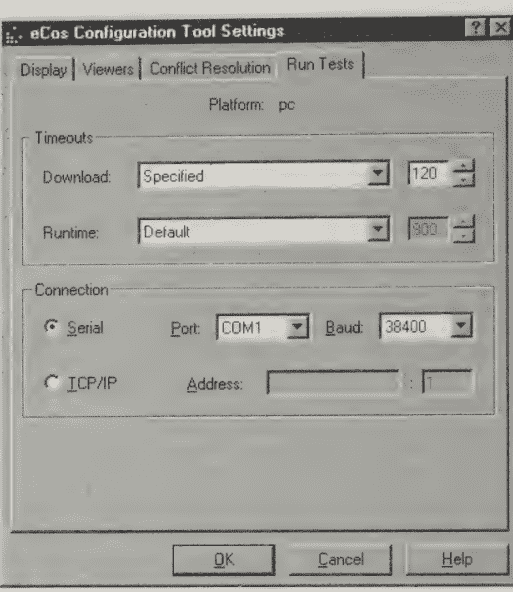 eCos Configuration Tool Settings ? ×
Display Viewers Conflict Resolution Run Tests
Platform: pc
Timeouts
Download: Specified 120
Runtime: Default 900
Connection
Serial Port: COM1 Baud: 38400
TCP/IP Address: : 1
OK Cancel Help